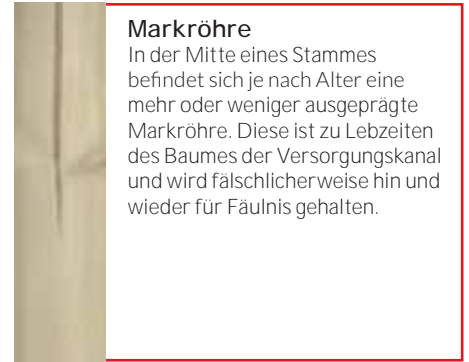 Markröhre
In der Mitte eines Stammes
befindet sich je nach Alter eine
mehr oder weniger ausgeprägte
Markröhre. Diese ist zu Lebzeiten
des Baumes der Versorgungskanal
und wird fälschlicherweise hin und
wieder für Fäulnis gehalten.